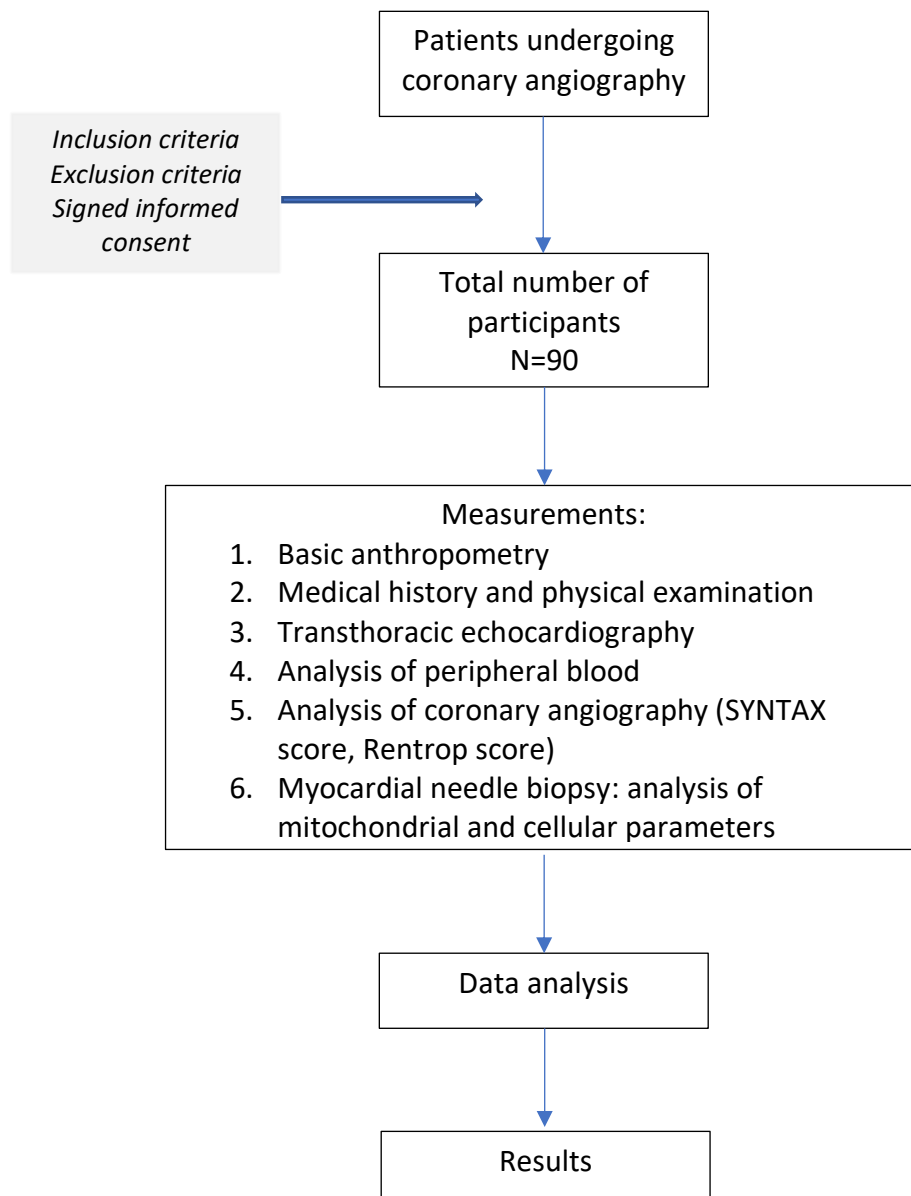 Patients undergoing
coronary angiography
Inclusion criteria
Exclusion criteria
Signed informed
consent
Total number of
participants
N=90
Measurements:
1. Basic anthropometry
2. Medical history and physical examination
3. Transthoracic echocardiography
4. Analysis of peripheral blood
5. Analysis of coronary angiography (SYNTAX
score, Rentrop score)
6. Myocardial needle biopsy: analysis of
mitochondrial and cellular parameters
Data analysis
Results